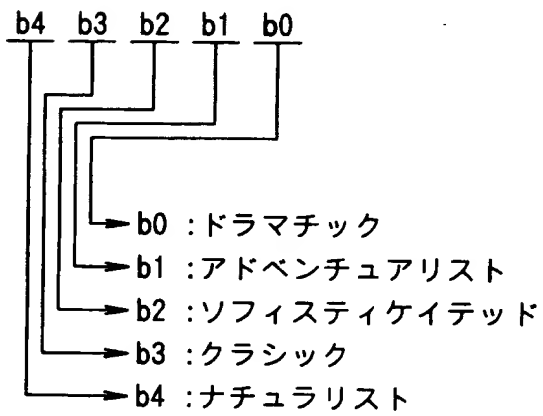 b4 b3 b2 b1 b0
b0 :ドラマチック
b1 :アドベンチュアリスト
b2 :ソフィスティケイテッド
b3 :クラシック
b4 :ナチュラリスト